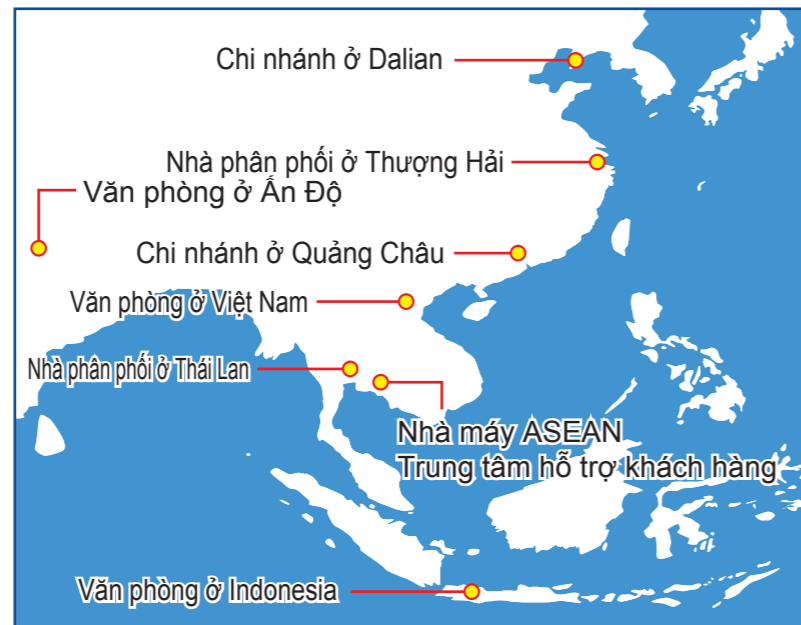 Chi nhánh ở Dalian
Nhà phân phối ở Thượng Hải
Văn phòng ở Ấn Độ
Chi nhánh ở Quảng Châu
Văn phòng ở Việt Nam
Nhà phân phối ở Thái Lan
Nhà máy ASEAN
Trung tâm hỗ trợ khách hàng
Văn phòng ở Indonesia